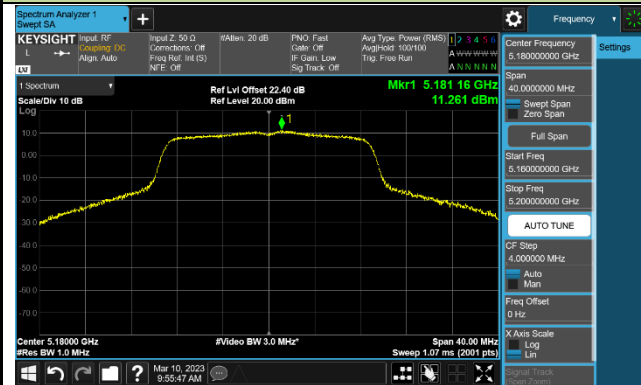 Spectrum Analyzer 1
Swept SA
Frequency
KEYSIGHT
Input: RF
Coupling: DC
Align: Auto
Input Z: 50 Ω
Corrections: Off
Freq Ref: Int (S)
NFE: Off
#Atten: 20 dB
PNO: Fast
Gate: Off
IF Gain: Low
Sig Track: Off
Avg Type: Power (RMS)
Avg|Hold: 100/100
Trig: Free Run
1 2 3 4 5 6
A W W W W W
A N N N N N
L
LXI
1 Spectrum
Scale/Div 10 dB
Log
Ref Lvl Offset 22.40 dB
Ref Level 20.00 dBm
Mkr1 5.181 16 GHz
11.261 dBm
1
10.0
0.00
-10.0
-20.0
-30.0
-40.0
-50.0
-60.0
-70.0
Center 5.18000 GHz
#Res BW 1.0 MHz
#Video BW 3.0 MHz*
Span 40.00 MHz
Sweep 1.07 ms (2001 pts)
Mar 10, 2023
9:55:47 AM
Center Frequency
5.180000000 GHz
Span
40.0000000 MHz
Swept Span
Zero Span
Full Span
Start Freq
5.160000000 GHz
Stop Freq
5.200000000 GHz
AUTO TUNE
CF Step
4.000000 MHz
Auto
Man
Freq Offset
0 Hz
X Axis Scale
Log
Lin
Signal Track
(Span Zoom)
Settings